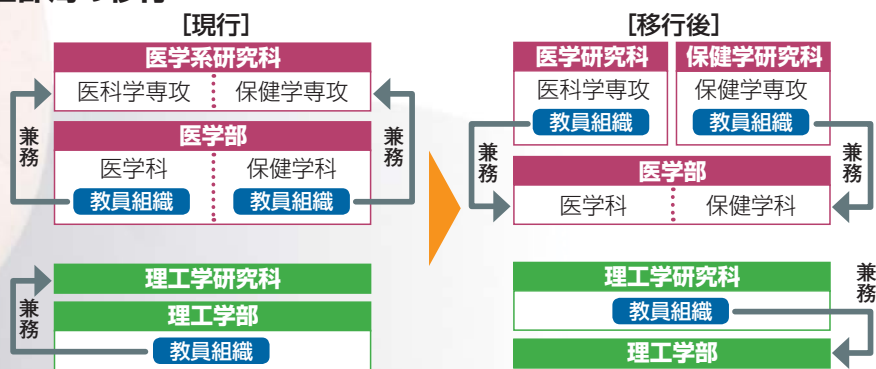 [現行]
医学系研究科
医科学専攻
保健学専攻
兼務
兼務
医学部
医学科
保健学科
教員組織
教員組織
理工学研究科
兼務
理工学部
教員組織
[移行後]
医学研究科
保健学研究科
医科学専攻
保健学専攻
教員組織
教員組織
兼務
兼務
医学部
医学科
保健学科
理工学研究科
兼務
教員組織
理工学部